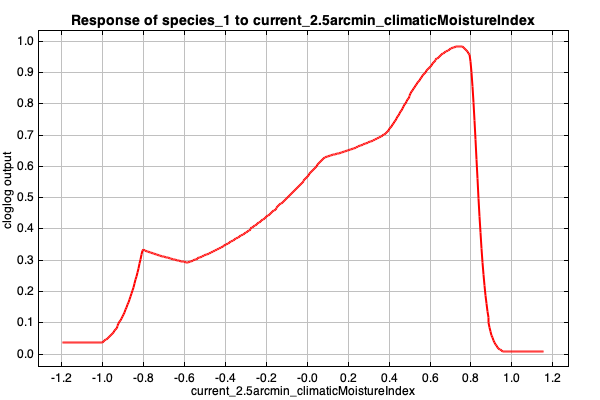 Response of species_1 to current_2.5arcmin_climaticMoistureIndex
1.0
0.9
0.8
0.7
0.6
0.5
0.4
0.3
0.2
0.1
0.0
cloglog output
-1.2 -1.0 -0.8 -0.6 -0.4 -0.2 -0.0 0.2 0.4 0.6 0.8 1.0 1.2
current_2.5arcmin_climaticMoistureIndex